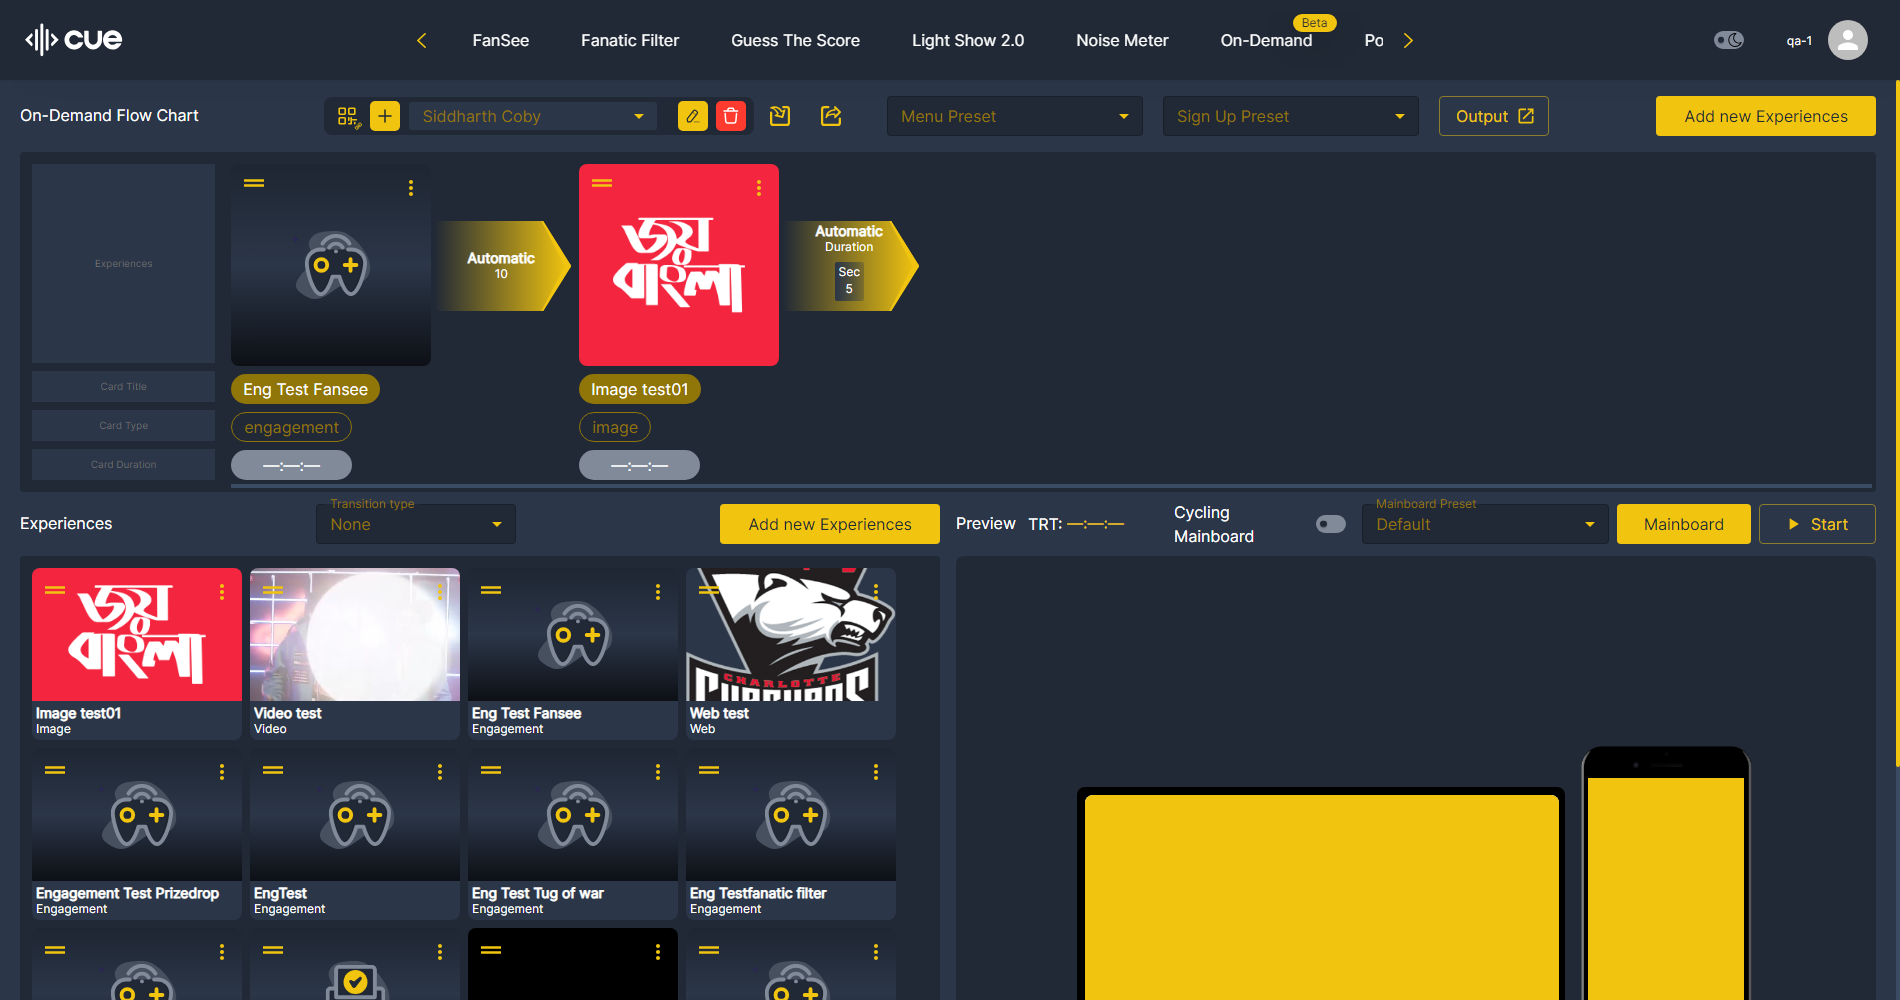 cue
FanSee
Fanatic Filter
Guess The Score
Light Show 2.0
Noise Meter
On-Demand
Beta
Po
qa-1
On-Demand Flow Chart
Siddharth Coby
Menu Preset
Sign Up Preset
Output
Add new Experiences
Experiences
Card Title
Card Type
Card Duration
Automatic
10
জয়
বাংলা
Automatic
Duration
Sec
5
Eng Test Fansee
Image test01
engagement
image
—:—:—
—:—:—
Experiences
Transition type
None
Add new Experiences
Preview
TRT: —:—:—
Cycling
Mainboard
Mainboard Preset
Default
Mainboard
Start
জয়
বাংলা
CHARLOTTE
Image test01
Image
Video test
Video
Eng Test Fansee
Engagement
Web test
Web
Engagement Test Prizedrop
Engagement
EngTest
Engagement
Eng Test Tug of war
Engagement
Eng Testfanatic filter
Engagement